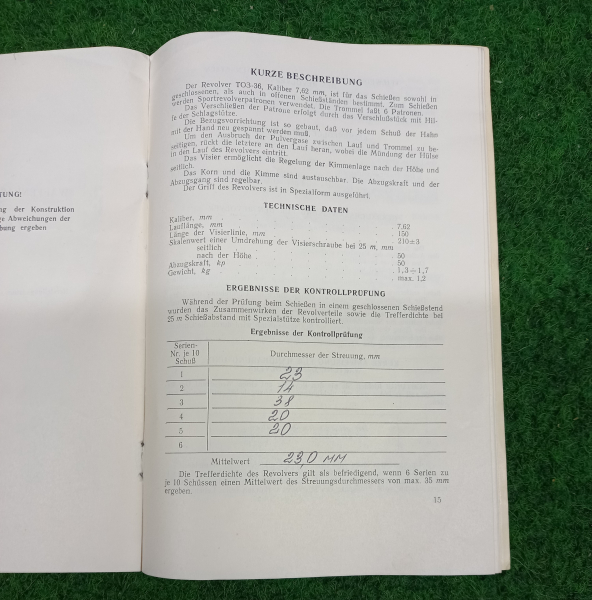 TUNG!
ng der Konstruktion
ge Abweichungen der
bung ergeben
KURZE BESCHREIBUNG
Der Revolver TO3-36, Kaliber 7,62 mm, ist für das Schießen sowohl in
geschlossenen, als auch in offenen Schießständen bestimmt. Zum Schießen
werden Sportrevolverpatronen verwendet. Die Trommel faßt 6 Patronen.
Das Verschließen der Patrone erfolgt durch das Verschlußstück mit Hil-
fe der Schlagstütze.
Die Bezugsvorrichtung ist so gebaut, daß vor jedem Schuß der Hahn
mit der Hand neu gespannt werden muß.
Um den Ausbruch der Pulvergase zwischen Lauf und Trommel zu be-
seitigen, rückt die letztere an den Lauf heran, wobei die Mündung der Hülse
in den Lauf des Revolvers eintritt.
Das Visier ermöglicht die Regelung der Kimmenlage nach der Höhe und
seitlich.
Das Korn und die Kimme sind austauschbar. Die Abzugskraft und der
Abzugsgang sind regelbar.
Der Griff des Revolvers ist in Spezialform ausgeführt.
TECHNISCHE DATEN
Kaliber, mm . . . 7,62
Lauflänge, mm . . . 150
Länge der Visierlinie, mm . . . 210±3
Skalenwert einer Umdrehung der Visierschraube bei 25 m, mm
seitlich . . . 50
nach der Höhe . . . 50
Abzugskraft, kp . . . 1,3÷1,7
Gewicht, kg . . . max. 1,2
ERGEBNISSE DER KONTROLLPRÜFUNG
Während der Prüfung beim Schießen in einem geschlossenen Schießstend
wurden das Zusammenwirken der Revolverteile sowie die Trefferdichte bei
25 m Schießabstand mit Spezialstütze kontrolliert.
Ergebnisse der Kontrollprüfung
Serien-
Nr. je 10
Schuß
Durchmesser der Streuung, mm
1 23
2 14
3 38
4 20
5 20
6
Mittelwert 23,0 мм
Die Trefferdichte des Revolvers gilt als befriedigend, wenn 6 Serien zu
je 10 Schüssen einen Mittelwert des Streuungsdurchmessers von max. 35 mm
ergeben.
15